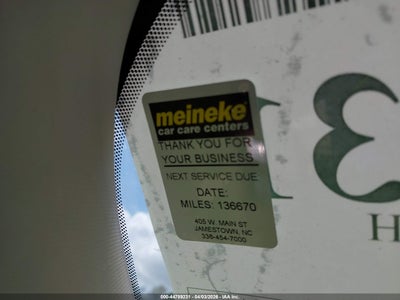 meineke
car care centers
THANK YOU FOR
YOUR BUSINESS
NEXT SERVICE DUE
DATE:
MILES: 136670
405 W. MAIN ST
JAMESTOWN, NC
336-454-7000
000-44789231 - 04/03/2026 - IAA Inc.